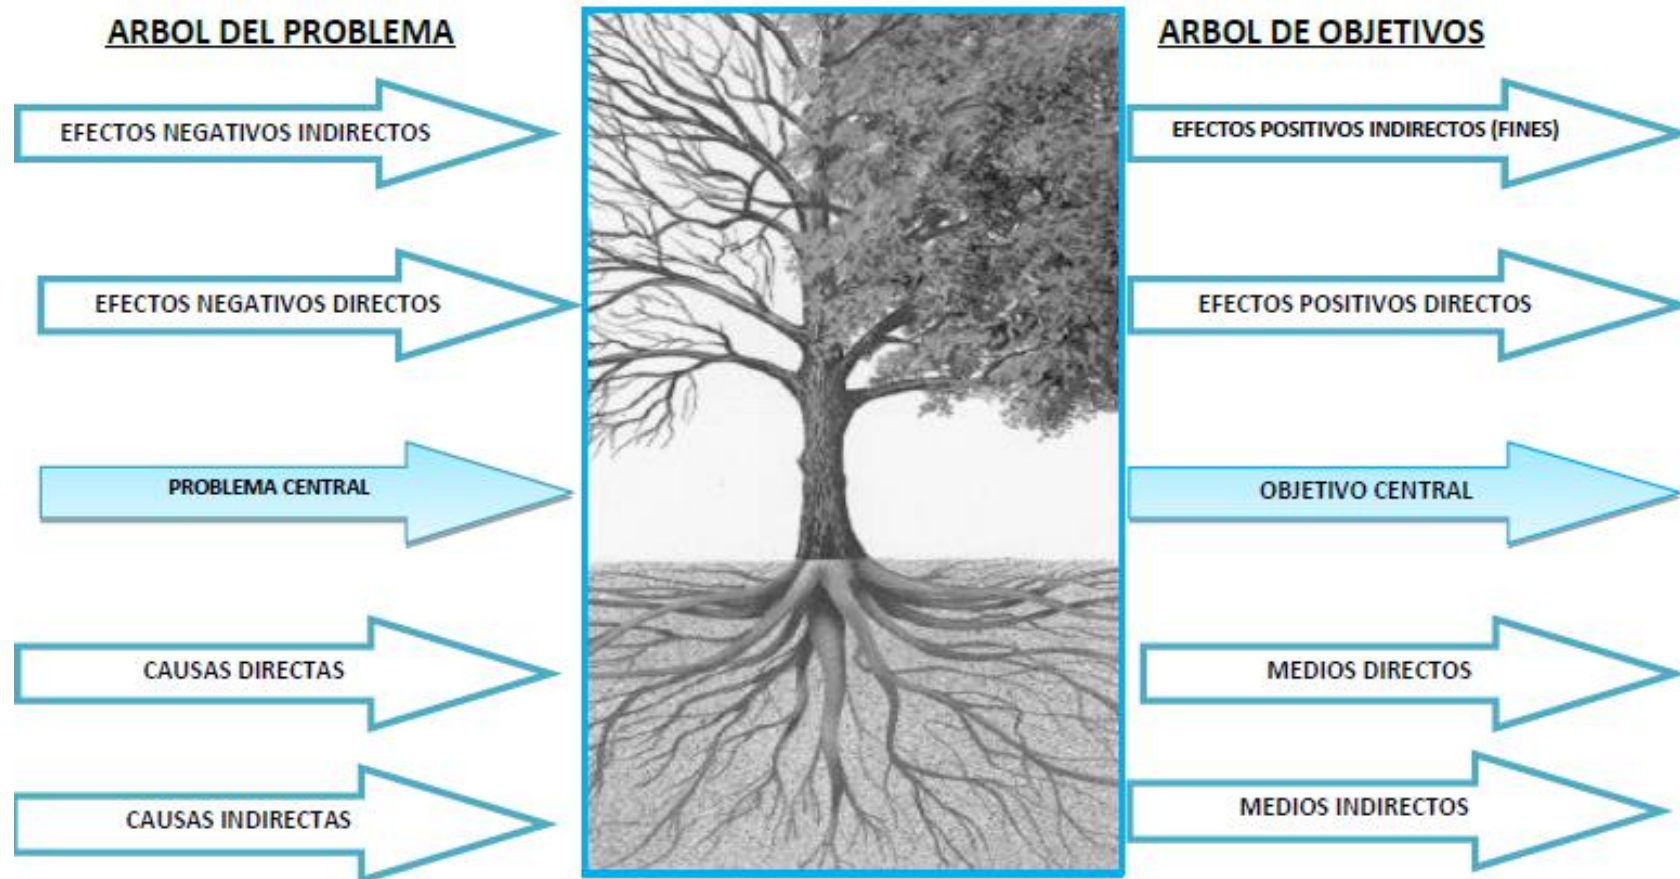 ARBOL DEL PROBLEMA
EFECTOS NEGATIVOS INDIRECTOS
EFECTOS NEGATIVOS DIRECTOS
PROBLEMA CENTRAL
CAUSAS DIRECTAS
CAUSAS INDIRECTAS
ARBOL DE OBJETIVOS
EFECTOS POSITIVOS INDIRECTOS (FINES)
EFECTOS POSITIVOS DIRECTOS
OBJETIVO CENTRAL
MEDIOS DIRECTOS
MEDIOS INDIRECTOS